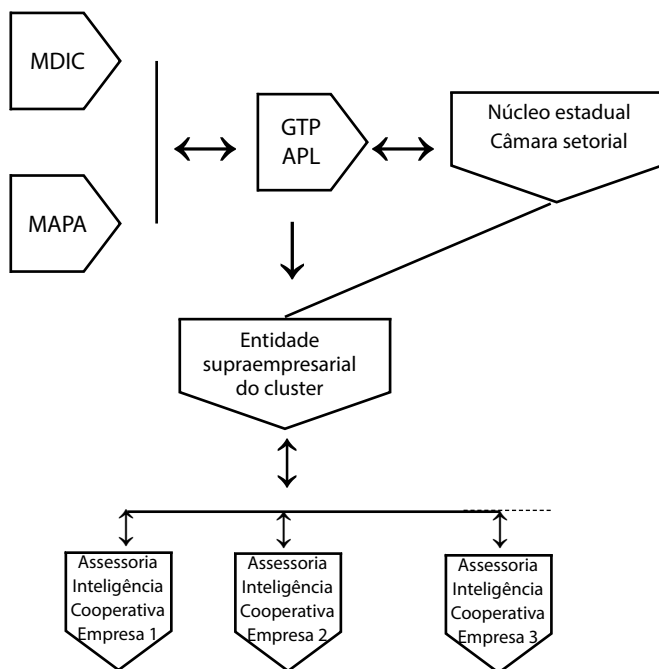 MDIC
GTP
APL
Núcleo estadual
Câmara setorial
MAPA
Entidade
supraempresarial
do cluster
Assessoria
Inteligência
Cooperativa
Empresa 1
Assessoria
Inteligência
Cooperativa
Empresa 2
Assessoria
Inteligência
Cooperativa
Empresa 3